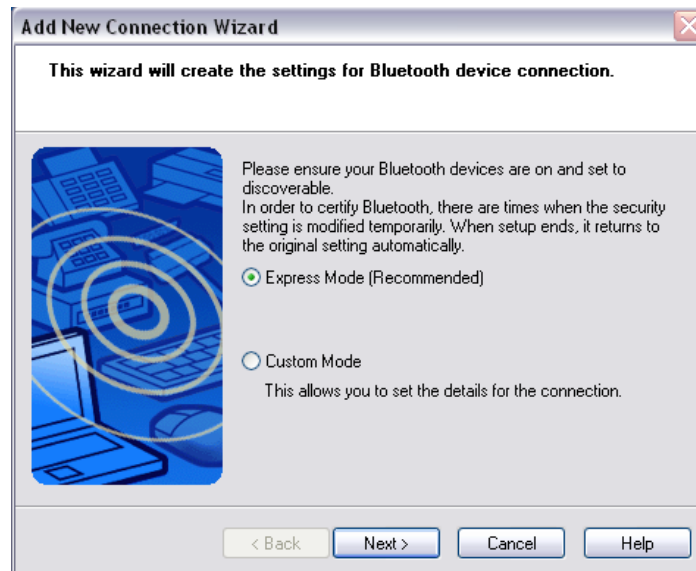 Add New Connection Wizard
This wizard will create the settings for Bluetooth device connection.
Please ensure your Bluetooth devices are on and set to
discoverable.
In order to certify Bluetooth, there are times when the security
setting is modified temporarily. When setup ends, it returns to
the original setting automatically.
Express Mode (Recommended)
Custom Mode
This allows you to set the details for the connection.
< Back Next > Cancel Help